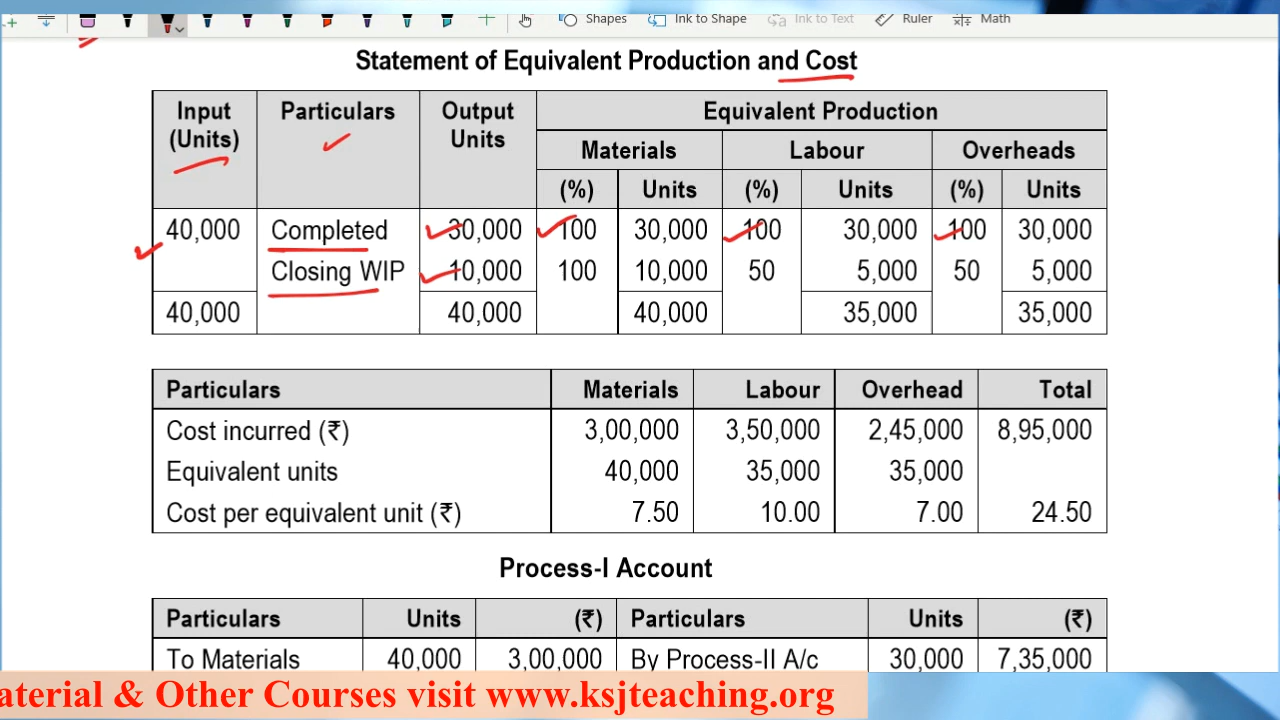 Shapes Ink to Shape Ink to Text Ruler Math
Statement of Equivalent Production and Cost
Input (Units) Particulars Output Units Equivalent Production
Materials Labour Overheads
(%) Units (%) Units (%) Units
40,000 Completed 30,000 100 30,000 100 30,000 100 30,000
Closing WIP 10,000 100 10,000 50 5,000 50 5,000
40,000 40,000 40,000 35,000 35,000
Particulars Materials Labour Overhead Total
Cost incurred (₹) 3,00,000 3,50,000 2,45,000 8,95,000
Equivalent units 40,000 35,000 35,000
Cost per equivalent unit (₹) 7.50 10.00 7.00 24.50
Process-I Account
Particulars Units (₹) Particulars Units (₹)
To Materials 40,000 3,00,000 By Process-II A/c 30,000 7,35,000
aterial & Other Courses visit www.ksjteaching.org